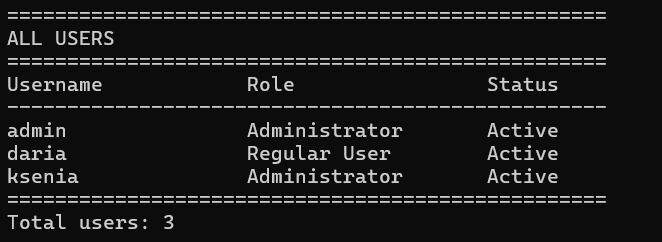 ==================================================
ALL USERS
==================================================
Username            Role                Status
--------------------------------------------------
admin               Administrator       Active
daria               Regular User        Active
ksenia              Administrator       Active
==================================================
Total users: 3